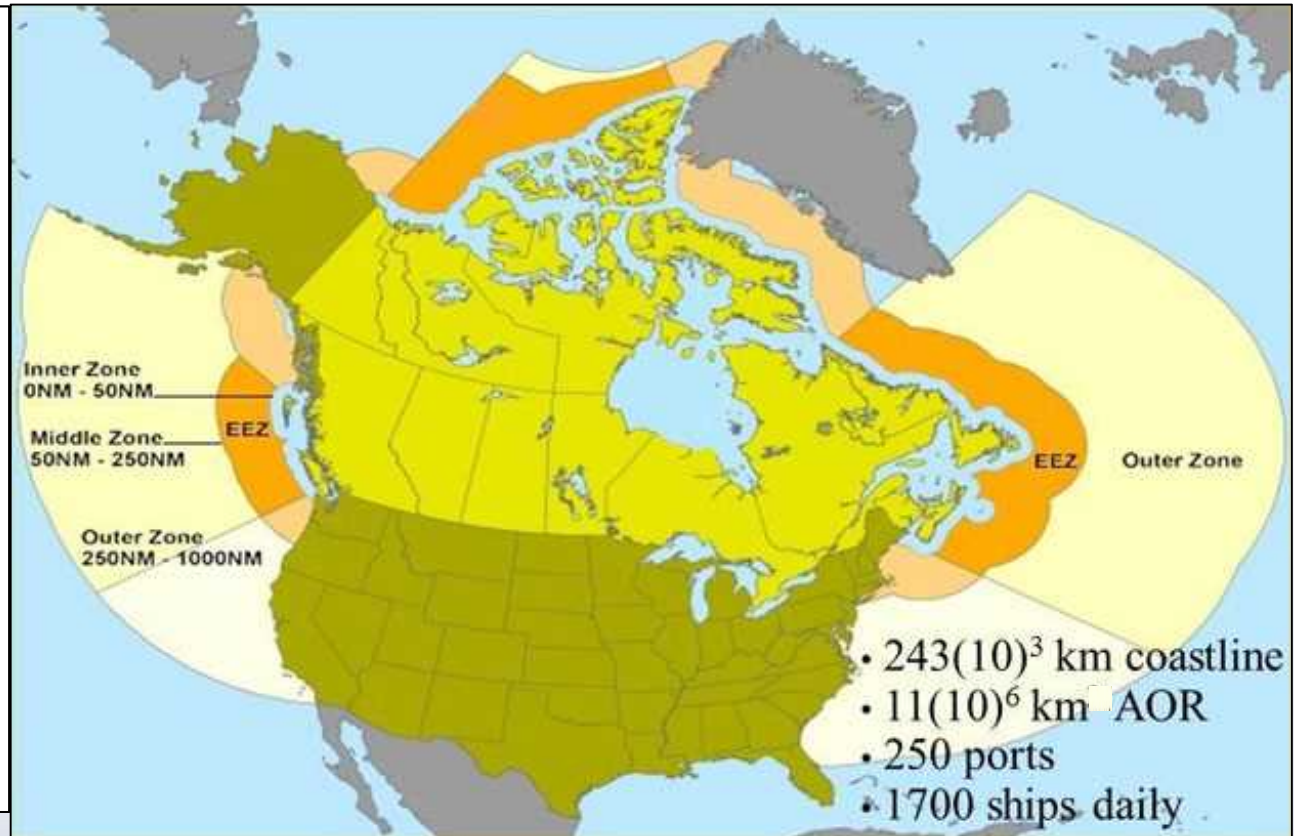 Inner Zone
0NM - 50NM
Middle Zone
50NM - 250NM
EEZ
Outer Zone
250NM - 1000NM
EEZ
Outer Zone
• 243(10)³ km coastline
• 11(10)⁶ km AOR
• 250 ports
• 1700 ships daily